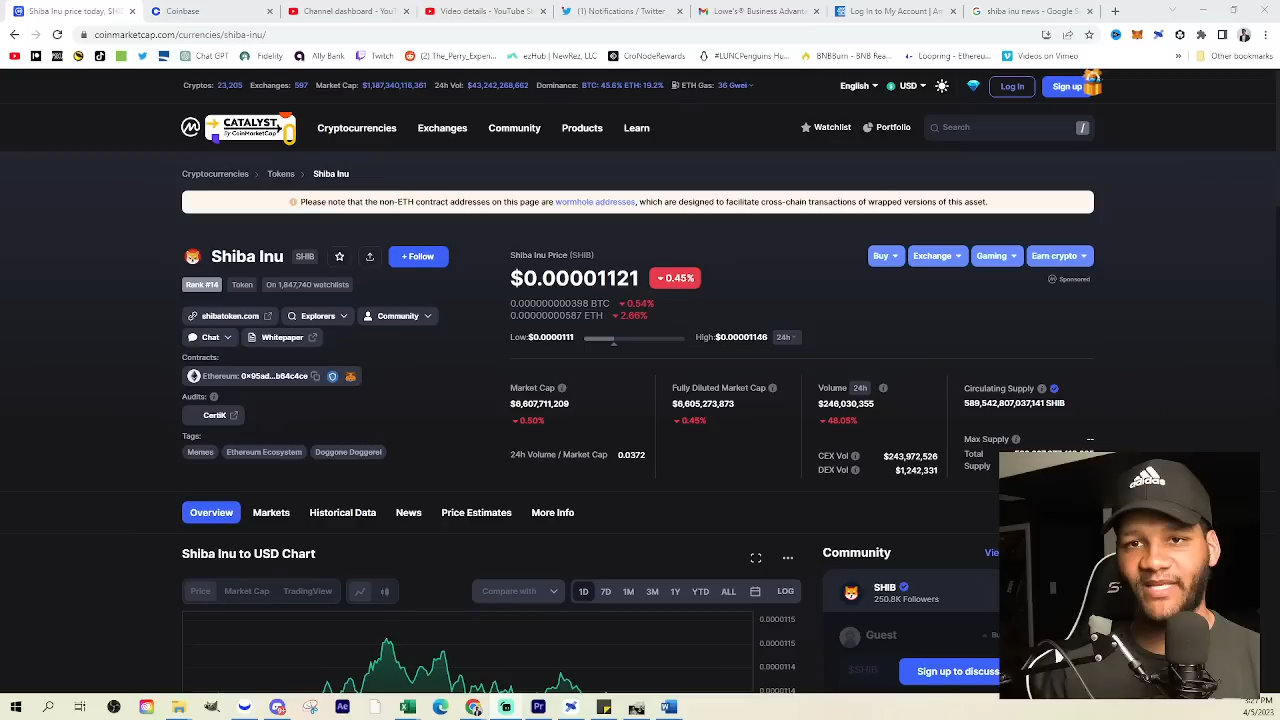 Shiba Inu price today, SHI
Coinbase
Channel dashboard - YouT
Video details - YouTube St
(1) Notifications / Twitter
Love's® Business Advanta
Log In to My Account | Am
shiba inu news - Google S
coinmarketcap.com/currencies/shiba-inu/
Chat GPT
Fidelity
Ally Bank
Twitch
(2) The_Perry_Experien...
ezHub | NewRez, LLC
CroNodeRewards
#LUNCPenguins Hu...
BNBBurn - BNB Rea...
Looping - Ethereu...
Videos on Vimeo
»
Other bookmarks
Cryptos: 23,205 Exchanges: 597 Market Cap: $1,187,340,116,361 24h Vol: $43,242,268,662 Dominance: BTC: 45.6% ETH: 19.2% ETH Gas: 36 Gwei
English
USD
Log In
Sign up
CATALYST
By CoinMarketCap
Cryptocurrencies Exchanges Community Products Learn
Watchlist
Portfolio
Search
/
Cryptocurrencies > Tokens > Shiba Inu
Please note that the non-ETH contract addresses on this page are wormhole addresses, which are designed to facilitate cross-chain transactions of wrapped versions of this asset.
Shiba Inu SHIB
+ Follow
Rank #14 Token On 1,847,740 watchlists
shibatoken.com Explorers Community
Chat Whitepaper
Contracts:
Ethereum: 0x95ad...b64c4ce
Audits:
CertiK
Tags:
Memes Ethereum Ecosystem Doggone Doggerel
Shiba Inu Price (SHIB)
$0.00001121 0.45%
0.000000000398 BTC 0.54%
0.00000000587 ETH 2.66%
Low:$0.0000111 High:$0.00001146 24h
Buy Exchange Gaming Earn crypto
Sponsored
Market Cap
$6,607,711,209
0.50%
24h Volume / Market Cap 0.0372
Fully Diluted Market Cap
$6,605,273,873
0.45%
Volume 24h
$246,030,355
48.05%
CEX Vol $243,972,526
DEX Vol $1,242,331
Circulating Supply
589,542,807,037,141 SHIB
Max Supply --
Total
Supply
Overview Markets Historical Data News Price Estimates More Info
Shiba Inu to USD Chart
Price Market Cap TradingView
Compare with
1D 7D 1M 3M 1Y YTD ALL LOG
0.0000115
0.0000115
0.0000114
0.0000114
Community
SHIB
250.8K Followers
Guest
Bu
$SHIB
Sign up to discuss
adidas
4/5/2023